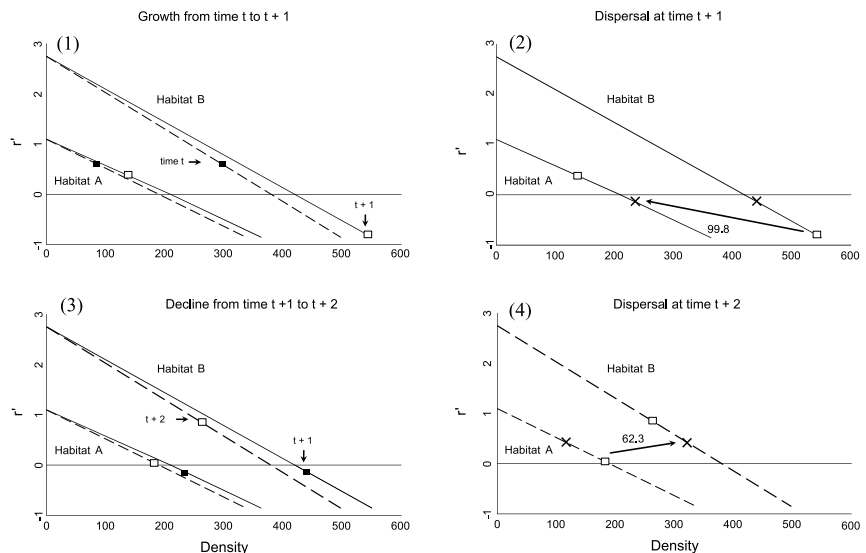 Growth from time t to t + 1
(1)
3
2
1
0
-1
r'
Habitat B
time t
Habitat A
t + 1
0 100 200 300 400 500 600
Dispersal at time t + 1
(2)
3
2
1
0
-1
r'
Habitat B
Habitat A
99.8
0 100 200 300 400 500 600
Decline from time t +1 to t + 2
(3)
3
2
1
0
-1
r'
Habitat B
t + 2
t + 1
Habitat A
0 100 200 300 400 500 600
Density
Dispersal at time t + 2
(4)
3
2
1
0
-1
r'
Habitat B
62.3
Habitat A
0 100 200 300 400 500 600
Density